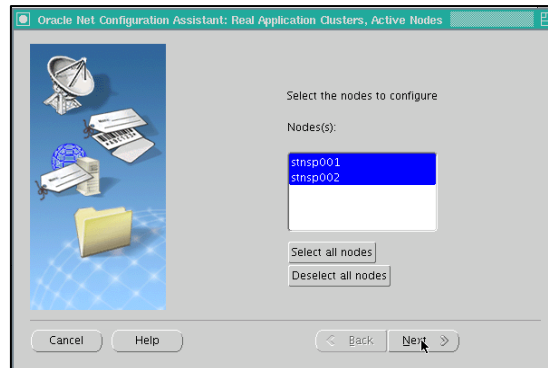 Oracle Net Configuration Assistant: Real Application Clusters, Active Nodes
Select the nodes to configure
Nodes(s):
stnsp001
stnsp002
Select all nodes
Deselect all nodes
Cancel
Help
Back
Next